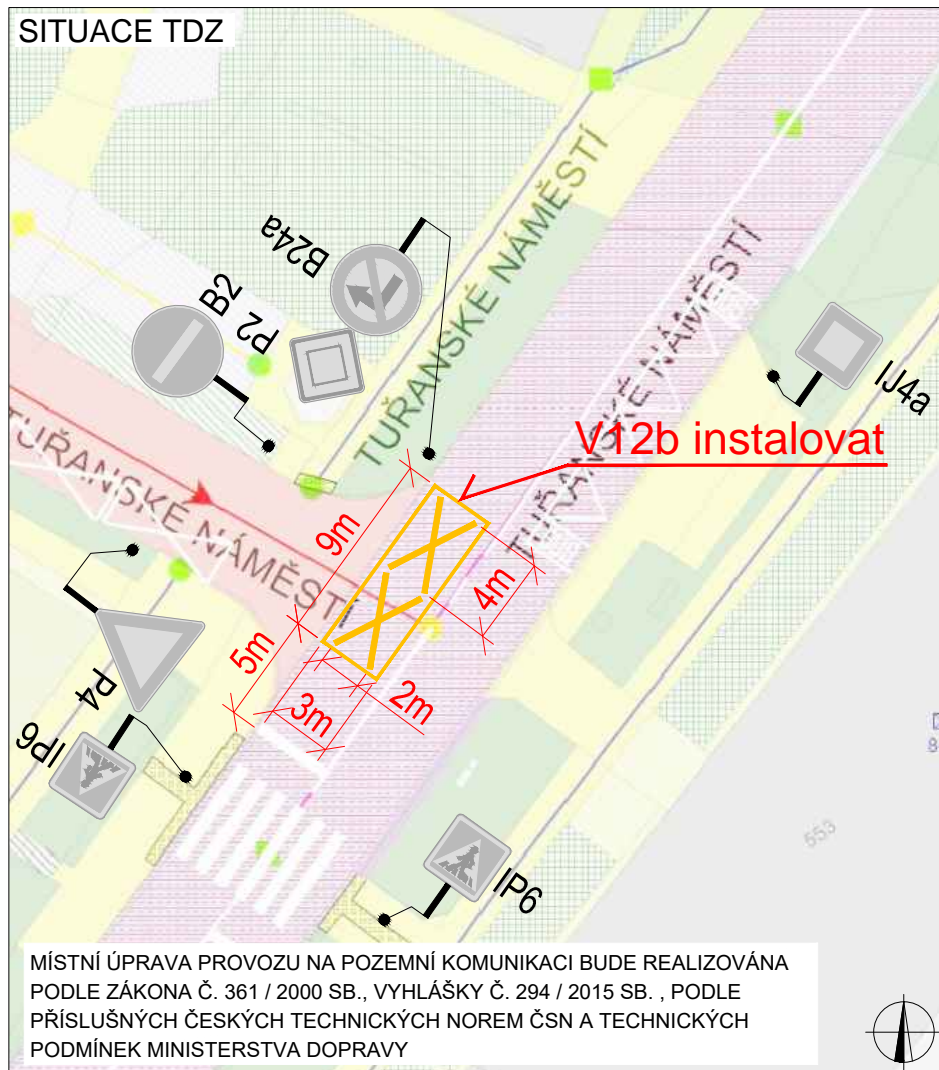 SITUACE TDZ
TUŘANSKÉ NÁMĚSTÍ
B24a
B2
P2
TUŘANSKÉ NÁMĚSTÍ
IJ4a
V12b instalovat
TUŘANSKÉ NÁMĚSTÍ
9m
4m
5m
3m
2m
P4
IP6
IP6
553
8
MÍSTNÍ ÚPRAVA PROVOZU NA POZEMNÍ KOMUNIKACI BUDE REALIZOVÁNA
PODLE ZÁKONA Č. 361 / 2000 SB., VYHLÁŠKY Č. 294 / 2015 SB. , PODLE
PŘÍSLUŠNÝCH ČESKÝCH TECHNICKÝCH NOREM ČSN A TECHNICKÝCH
PODMÍNEK MINISTERSTVA DOPRAVY